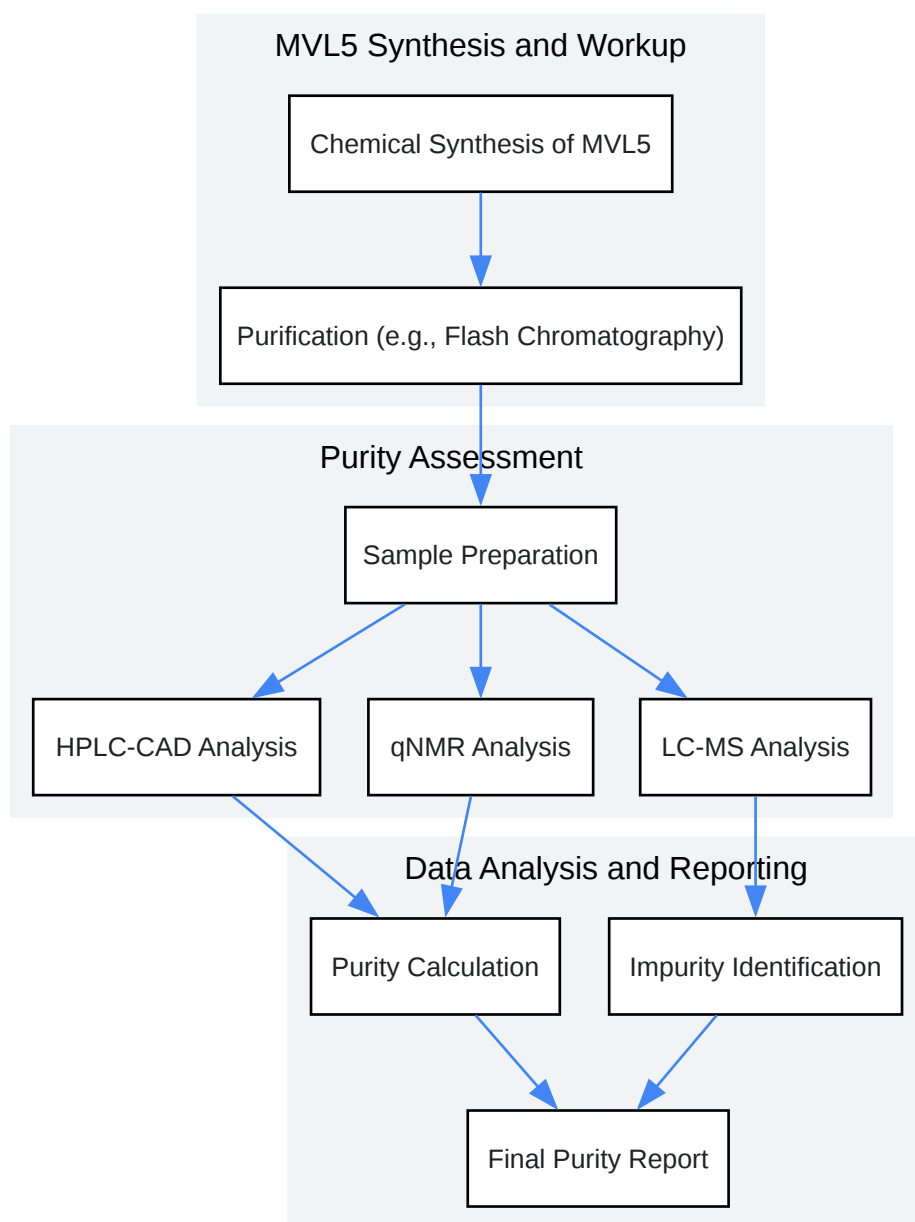 MVL5 Synthesis and Workup
Chemical Synthesis of MVL5
Purification (e.g., Flash Chromatography)
Purity Assessment
Sample Preparation
HPLC-CAD Analysis
qNMR Analysis
LC-MS Analysis
Data Analysis and Reporting
Purity Calculation
Impurity Identification
Final Purity Report